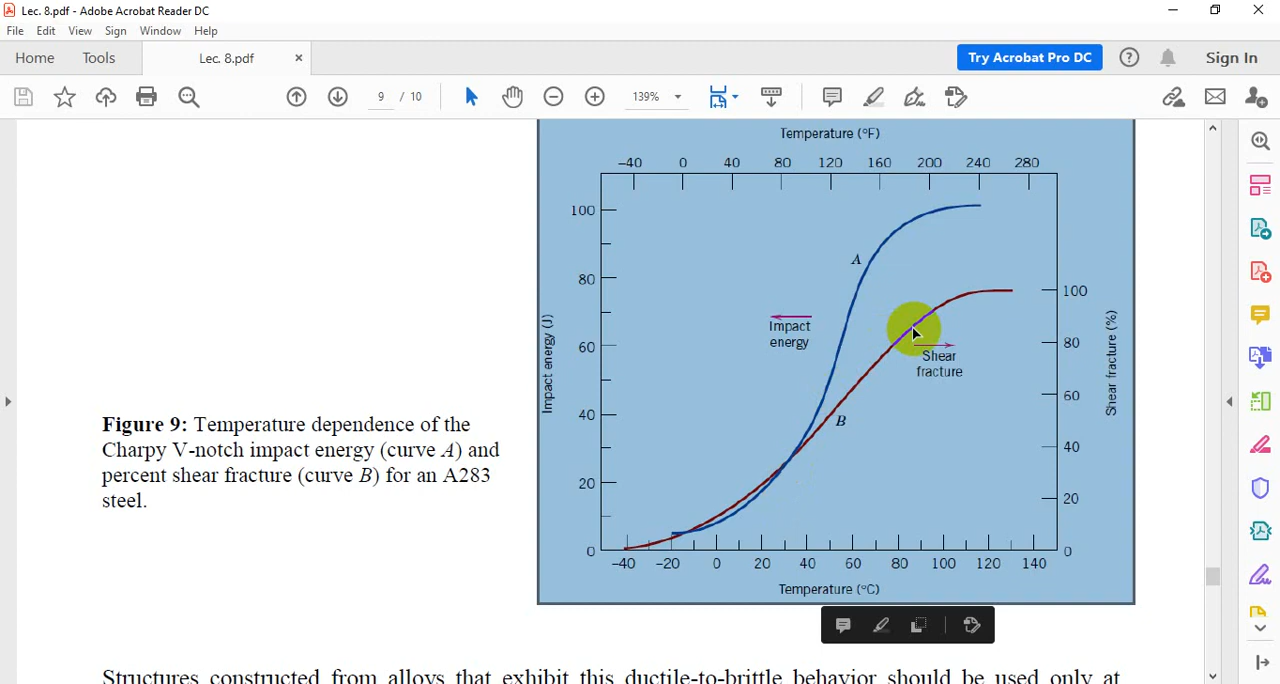 Lec. 8.pdf - Adobe Acrobat Reader DC
File Edit View Sign Window Help
Home Tools Lec. 8.pdf × Try Acrobat Pro DC Sign In
9 / 10 139%
Temperature (°F)
-40 0 40 80 120 160 200 240 280
100
80
60
40
20
0
Impact energy (J)
A
Impact
energy
B
Shear
fracture
100
80
60
40
20
0
Shear fracture (%)
-40 -20 0 20 40 60 80 100 120 140
Temperature (°C)
Figure 9: Temperature dependence of the
Charpy V-notch impact energy (curve A) and
percent shear fracture (curve B) for an A283
steel.
Structures constructed from alloys that exhibit this ductile-to-brittle behavior should be used only at